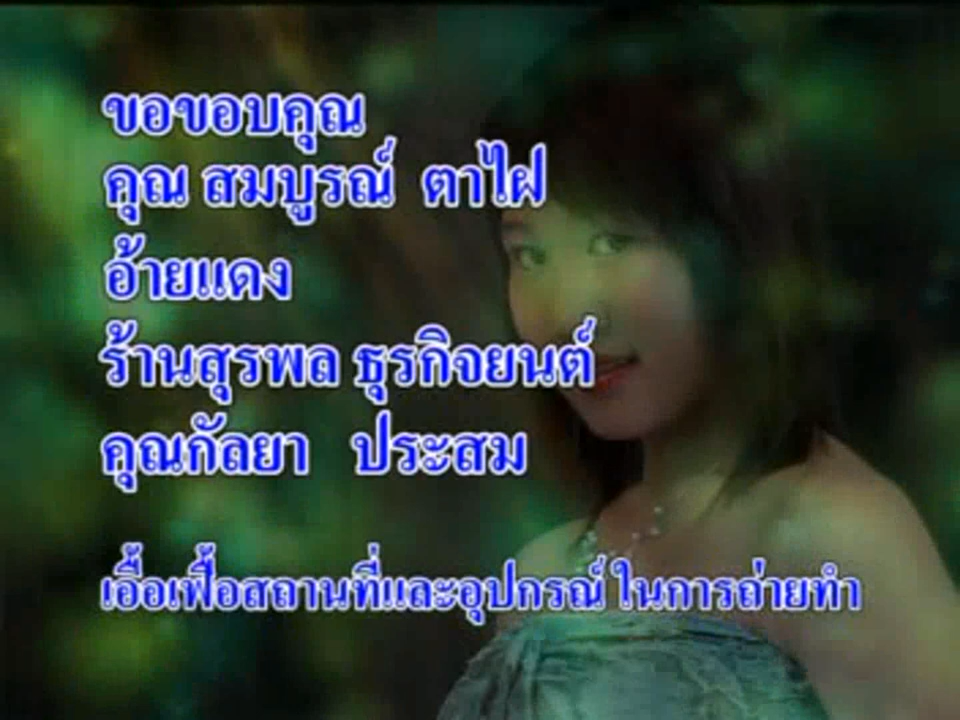 ขอขอบคุณ
คุณ สมบูรณ์ ตาไฝ
อ้ายแดง
ร้านสุรพล ธุรกิจยนต์
คุณกัลยา ประสม
เอื้อเฟื้อสถานที่และอุปกรณ์ ในการถ่ายทำ